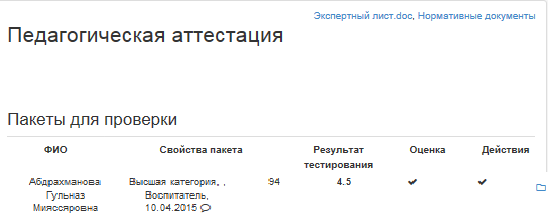 Экспертный лист.doc, Нормативные документы
Педагогическая аттестация
Пакеты для проверки
ФИО Свойства пакета Результат тестирования Оценка Действия
Абдрахманова Гульназ Мияссяровна
Высшая категория, , Воспитатель, 10.04.2015
94
4.5